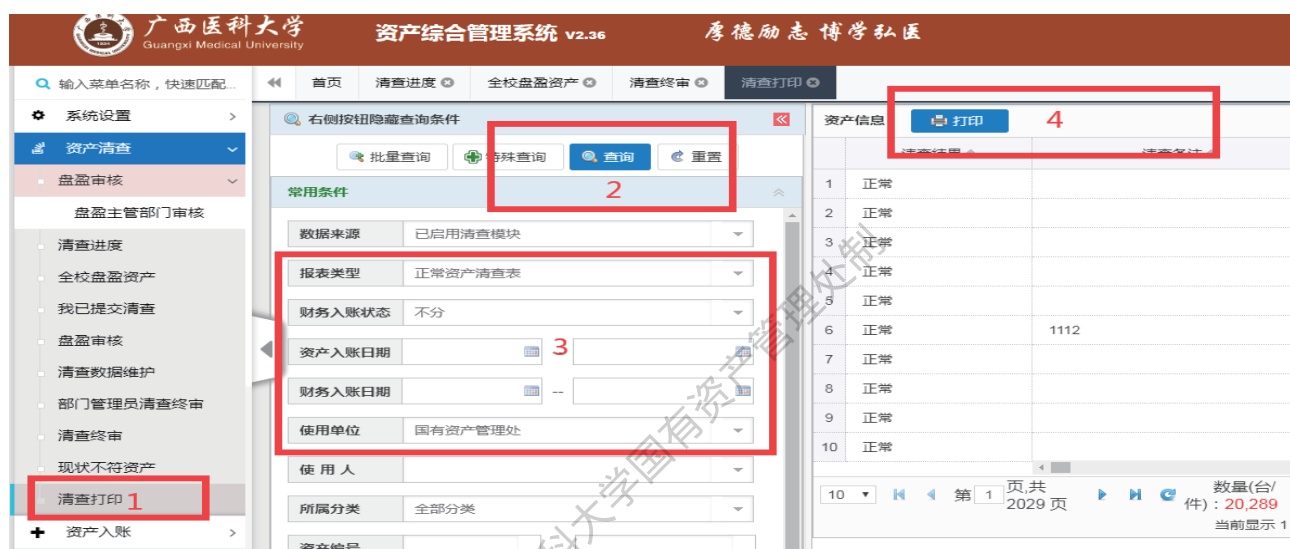 广西医科大学
Guangxi Medical University
资产综合管理系统 V2.36
厚德励志 博学弘医
输入菜单名称，快速匹配...
首页
清查进度
全校盘盈资产
清查终审
清查打印
系统设置
资产清查
盘盈审核
盘盈主管部门审核
清查进度
全校盘盈资产
我已提交清查
盘盈审核
清查数据维护
部门管理员清查终审
清查终审
现状不符资产
清查打印 1
资产入账
右侧按钮隐藏查询条件
批量查询
特殊查询
查询
重置
2
常用条件
数据来源 已启用清查模块
报表类型 正常资产清查表
财务入账状态 不分
资产入账日期 3
财务入账日期 --
使用单位 国有资产管理处
使 用 人
所属分类 全部分类
资产编号
资产信息 打印 4
清查结果 清查备注
1 正常
2 正常
3 正常
4 正常
5 正常
6 正常 1112
7 正常
8 正常
9 正常
10 正常
10 第 1 页,共 2029 页
数量(台/件)：20,289
当前显示 1
科大学国有资产管理处制